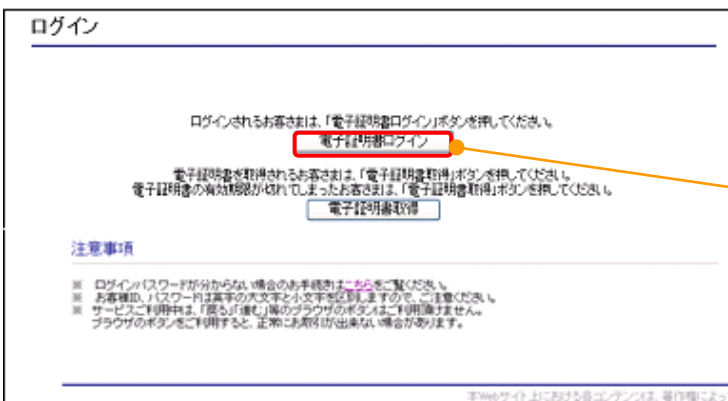 ログイン
ログインされるお客さまは、「電子証明書ログイン」ボタンを押してください。
電子証明書ログイン
電子証明書を取得されるお客さまは、「電子証明書取得」ボタンを押してください。
電子証明書の有効期限が切れてしまったお客さまは、「電子証明書取得」ボタンを押してください。
電子証明書取得
注意事項
※ ログインパスワードが分からない場合のお手続きはこちらをご覧ください。
※ お客様ID、パスワードは英字の大文字と小文字を区別しますので、ご注意ください。
※ サービスご利用中は、「戻る」「進む」等のブラウザのボタンはご利用頂けません。
ブラウザのボタンをご利用すると、正常にお取引が出来ない場合があります。
本Webサイト上における各コンテンツは、著作権によっ